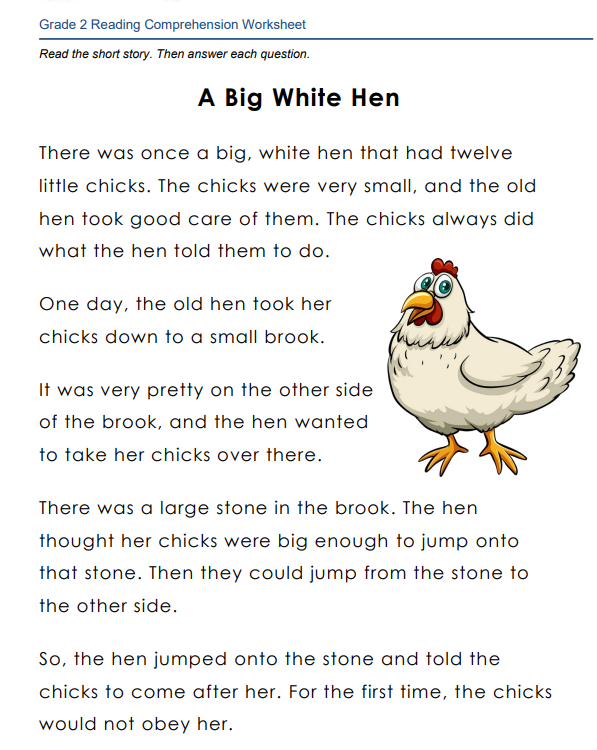 Grade 2 Reading Comprehension Worksheet
Read the short story. Then answer each question.
A Big White Hen
There was once a big, white hen that had twelve
little chicks. The chicks were very small, and the old
hen took good care of them. The chicks always did
what the hen told them to do.
One day, the old hen took her
chicks down to a small brook.
It was very pretty on the other side
of the brook, and the hen wanted
to take her chicks over there.
There was a large stone in the brook. The hen
thought her chicks were big enough to jump onto
that stone. Then they could jump from the stone to
the other side.
So, the hen jumped onto the stone and told the
chicks to come after her. For the first time, the chicks
would not obey her.